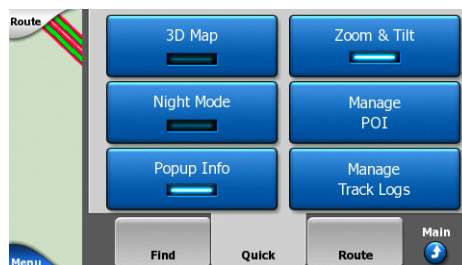 Route
3D Map
Zoom & Tilt
Night Mode
Manage
POI
Popup Info
Manage
Track Logs
Find
Quick
Route
Main
Menu